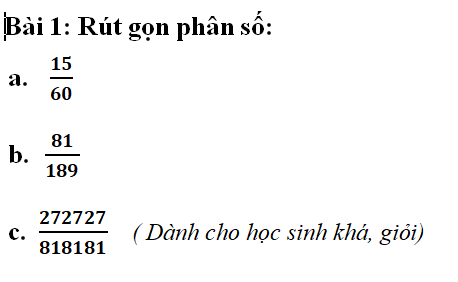 Bài 1: Rút gọn phân số:
a. 15/60
b. 81/189
c. 272727/818181 ( Dành cho học sinh khá, giỏi)